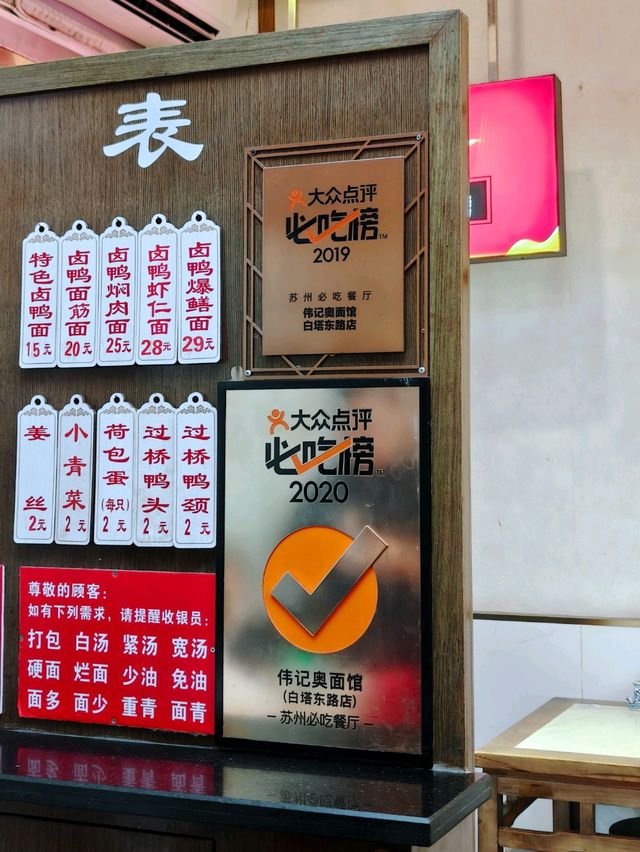 表
特色卤鸭面
15元
卤鸭面筋面
20元
卤鸭焖肉面
25元
卤鸭虾仁面
28元
卤鸭爆鳝面
29元
姜丝
2元
小青菜
2元
荷包蛋
(每只)
2元
过桥鸭头
2元
过桥鸭颈
2元
尊敬的顾客:
如有下列需求,请提醒收银员:
打包 白汤 紧汤 宽汤
硬面 烂面 少油 免油
面多 面少 重青 面青
大众点评
必吃榜TM
2019
苏州必吃餐厅
伟记奥面馆
白塔东路店
大众点评
必吃榜TM
2020
伟记奥面馆
(白塔东路店)
—苏州必吃餐厅—